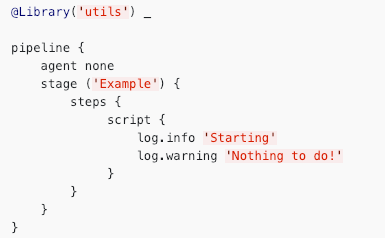 @Library('utils') _

pipeline {
    agent none
    stage ('Example') {
        steps {
             script {
                 log.info 'Starting'
                 log.warning 'Nothing to do!'
             }
        }
    }
}